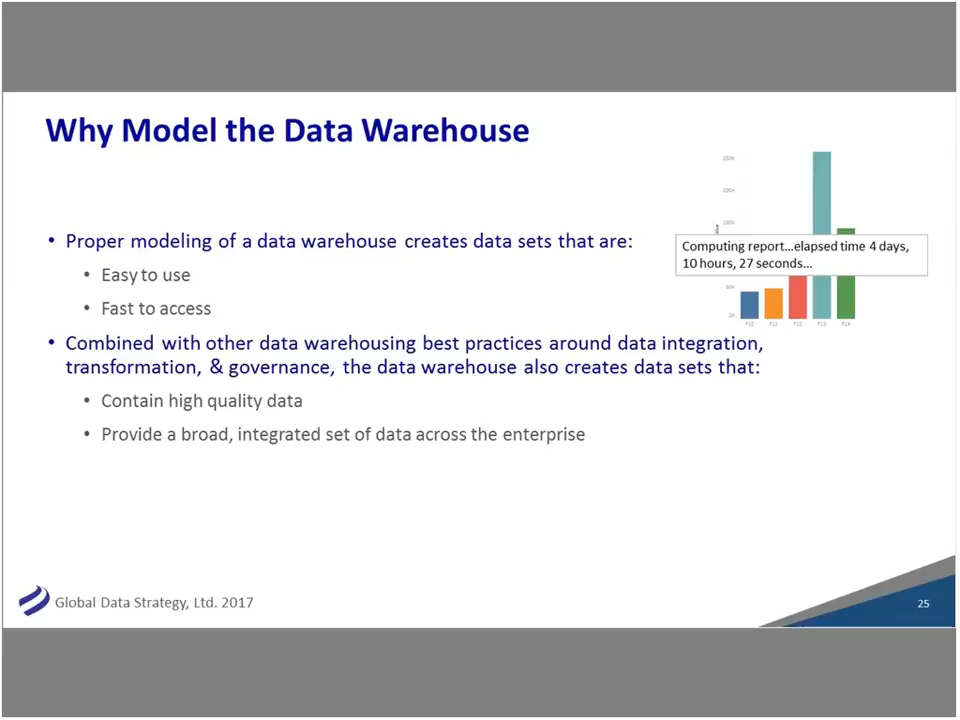 Why Model the Data Warehouse
• Proper modeling of a data warehouse creates data sets that are:
• Easy to use
• Fast to access
• Combined with other data warehousing best practices around data integration,
transformation, & governance, the data warehouse also creates data sets that:
• Contain high quality data
• Provide a broad, integrated set of data across the enterprise
Computing report…elapsed time 4 days,
10 hours, 27 seconds…
Global Data Strategy, Ltd. 2017
25